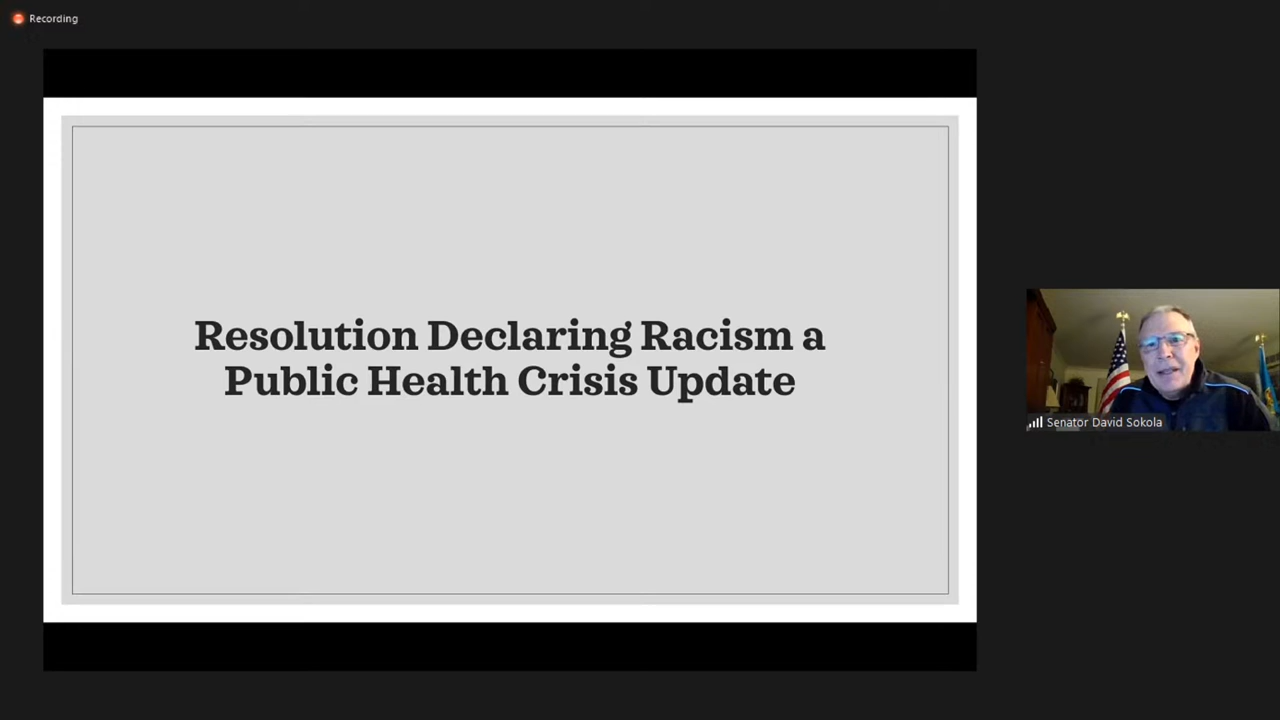 Recording
Resolution Declaring Racism a
Public Health Crisis Update
Senator David Sokola